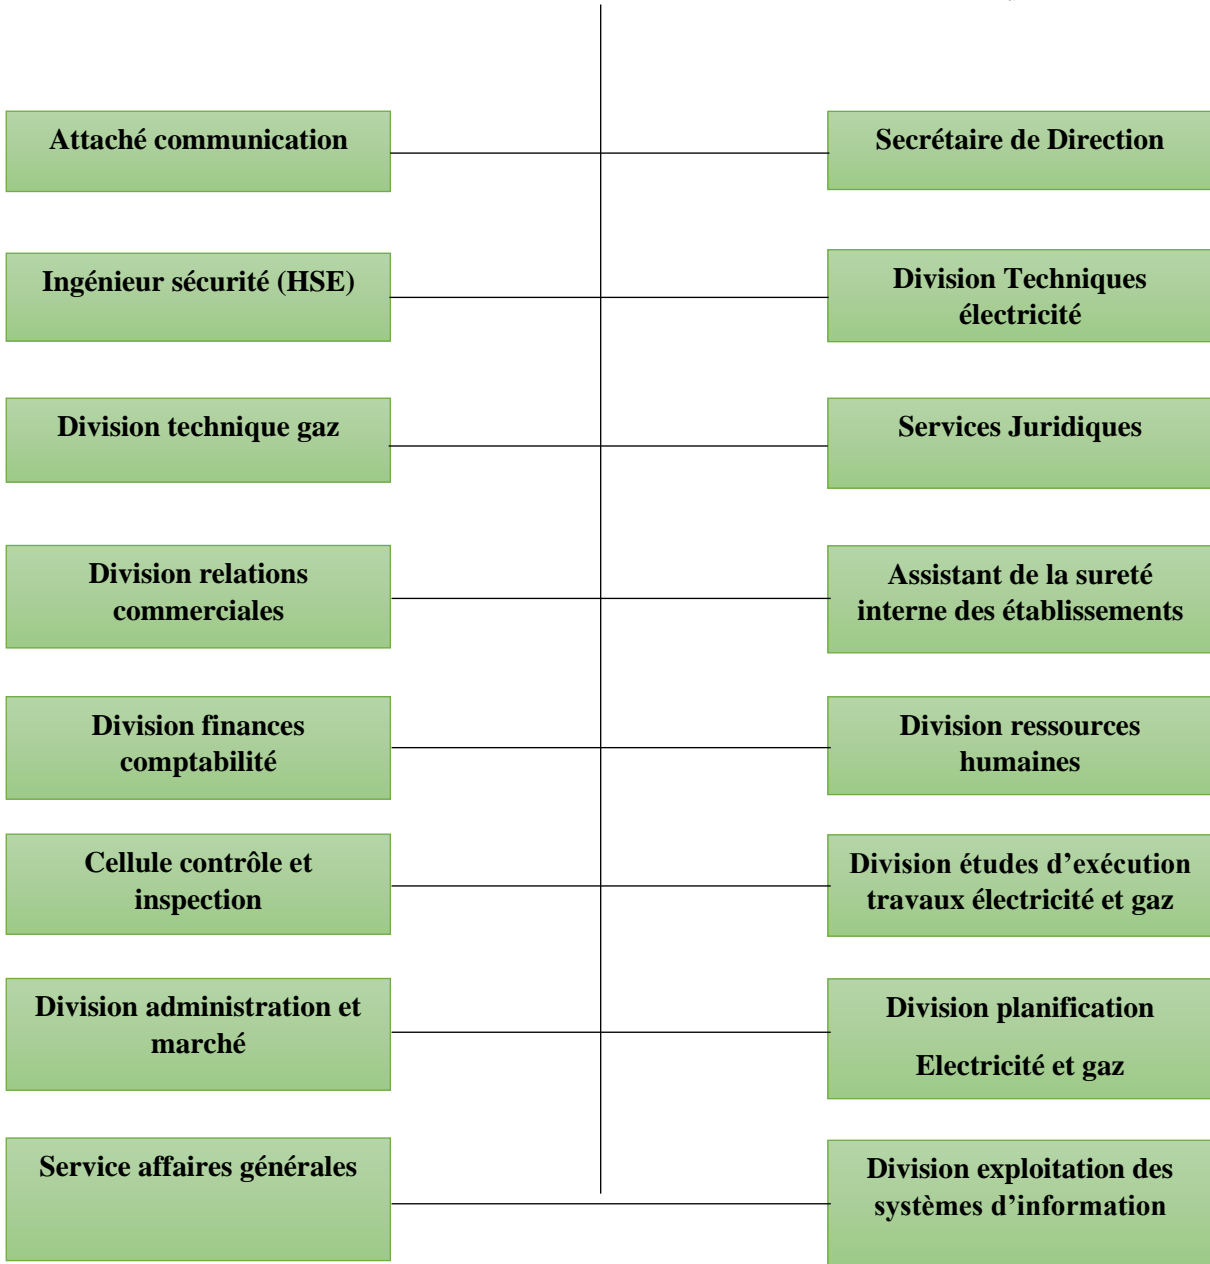 Attaché communication
Secrétaire de Direction
Ingénieur sécurité (HSE)
Division Techniques
électricité
Division technique gaz
Services Juridiques
Division relations
commerciales
Assistant de la sureté
interne des établissements
Division finances
comptabilité
Division ressources
humaines
Cellule contrôle et
inspection
Division études d’exécution
travaux électricité et gaz
Division administration et
marché
Division planification
Electricité et gaz
Service affaires générales
Division exploitation des
systèmes d’information